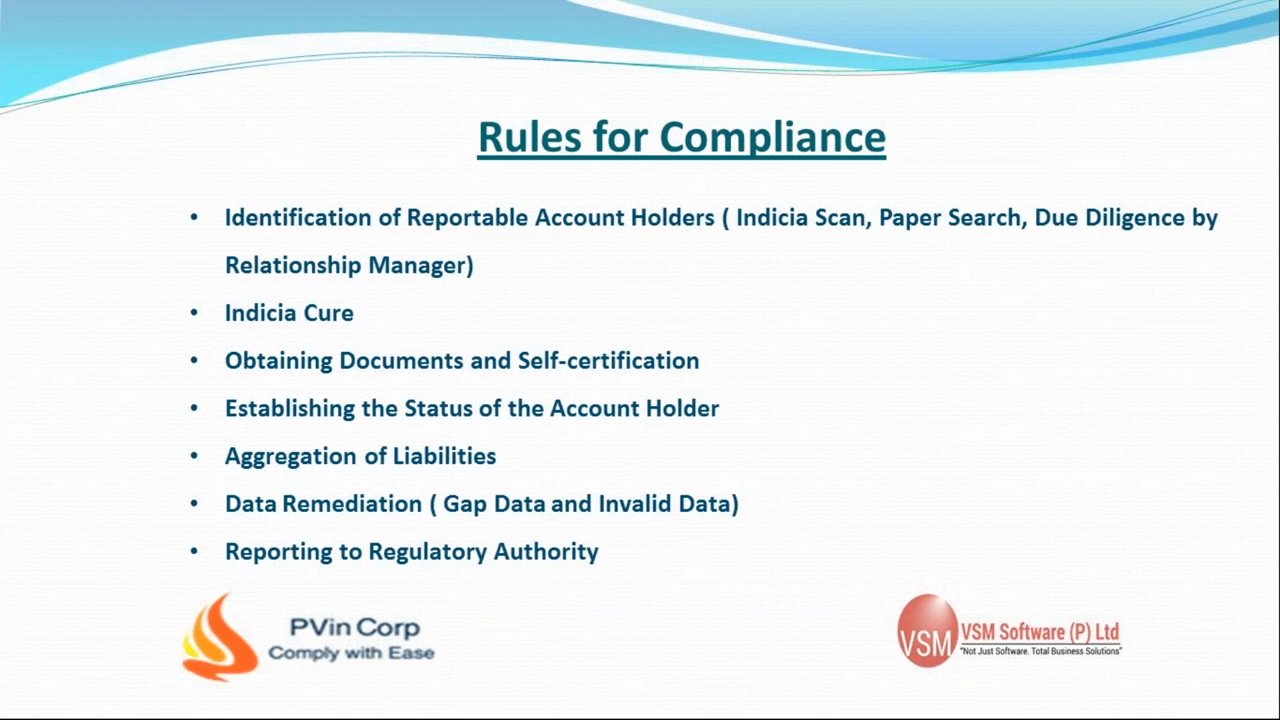 Rules for Compliance
• Identification of Reportable Account Holders ( Indicia Scan, Paper Search, Due Diligence by
Relationship Manager)
• Indicia Cure
• Obtaining Documents and Self-certification
• Establishing the Status of the Account Holder
• Aggregation of Liabilities
• Data Remediation ( Gap Data and Invalid Data)
• Reporting to Regulatory Authority
PVin Corp
Comply with Ease
VSM
VSM Software (P) Ltd
"Not Just Software. Total Business Solutions"